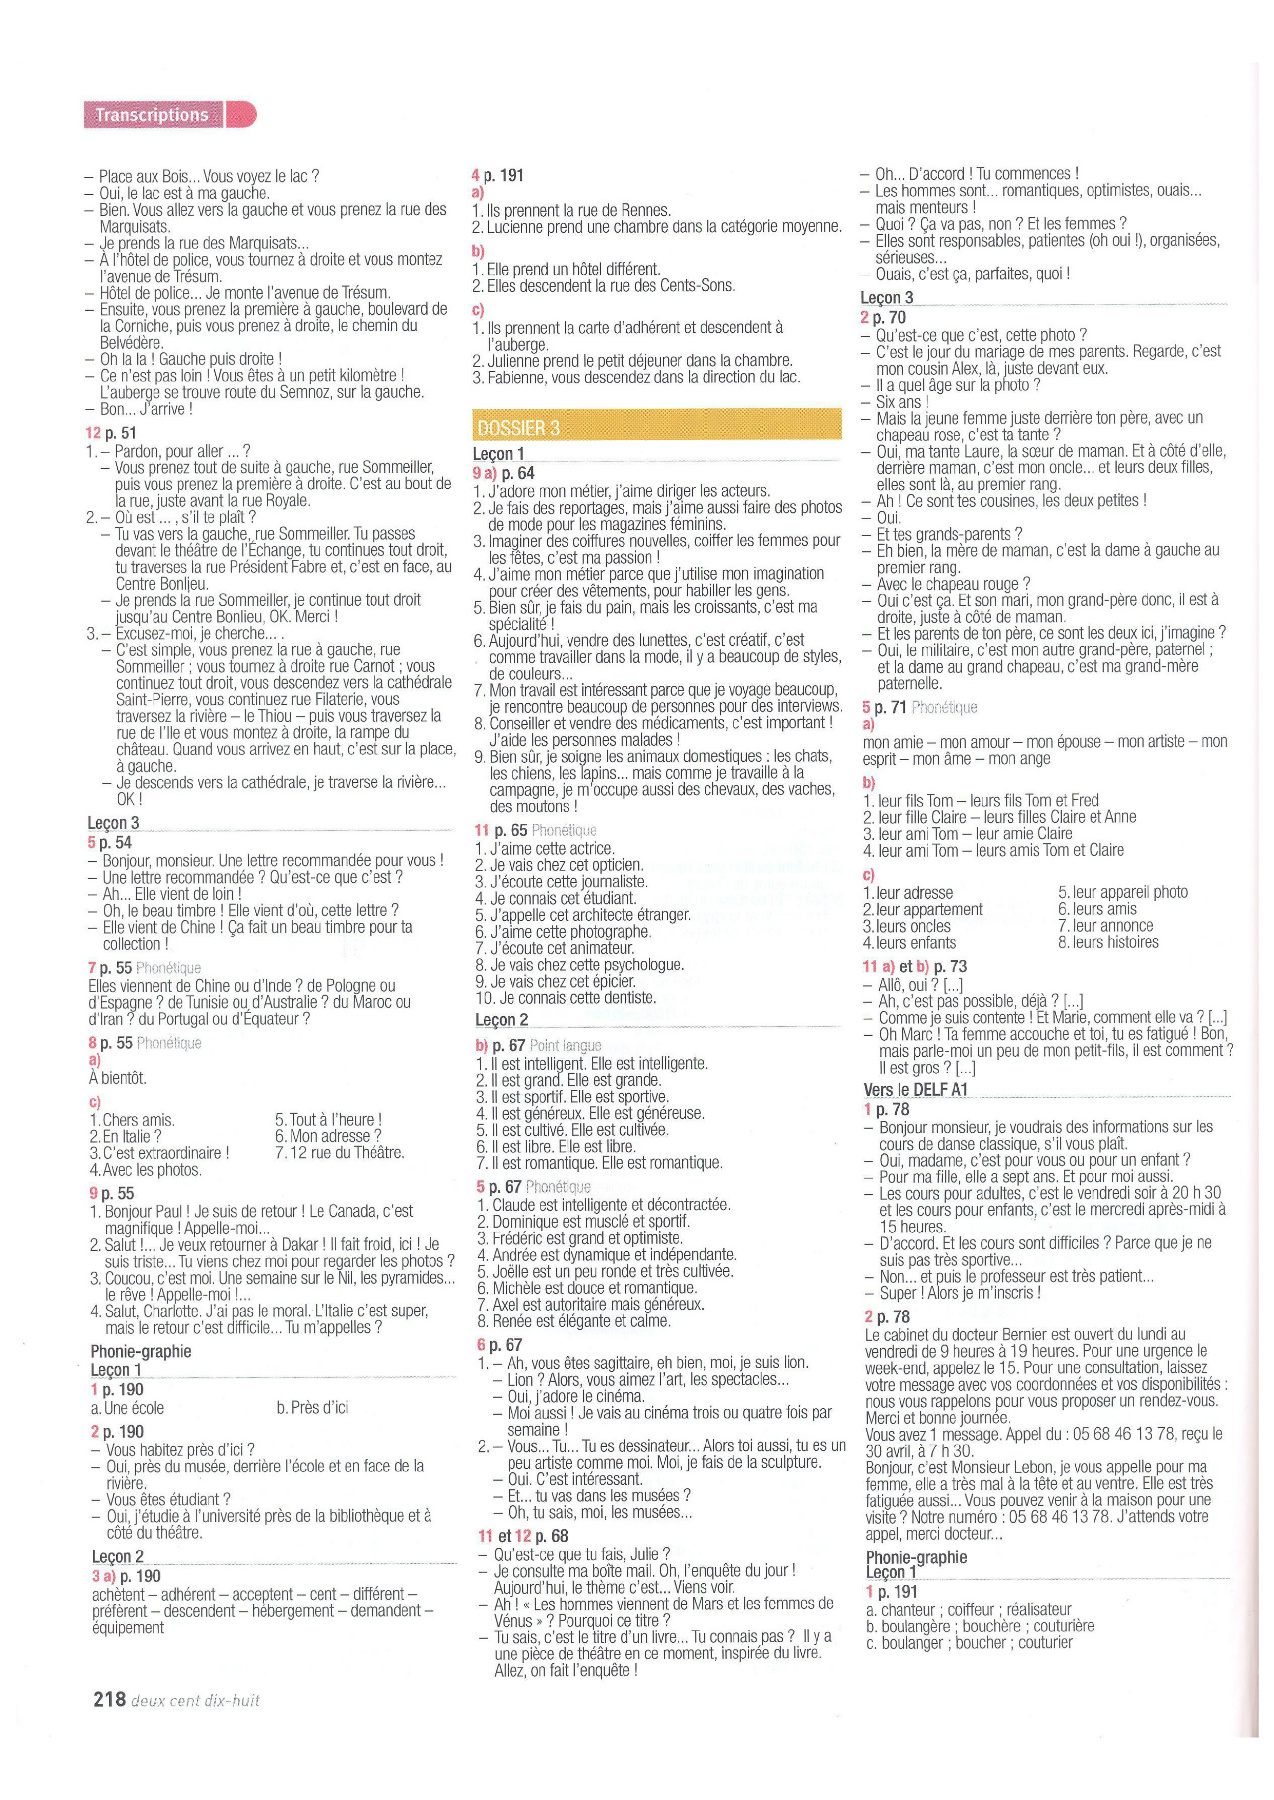 Transcriptions
– Place aux Bois... Vous voyez le lac ?
– Oui, le lac est à ma gauche.
– Bien. Vous allez vers la gauche et vous prenez la rue des
Marquisats.
– Je prends la rue des Marquisats...
– À l'hôtel de police, vous tournez à droite et vous montez
l'avenue de Trésum.
– Hôtel de police... Je monte l'avenue de Trésum.
– Ensuite, vous prenez la première à gauche, boulevard de
la Corniche, puis vous prenez à droite, le chemin du
Belvédère.
– Oh la la ! Gauche puis droite !
– Ce n'est pas loin ! Vous êtes à un petit kilomètre !
L'auberge se trouve route du Semnoz, sur la gauche.
– Bon... J'arrive !
12 p. 51
1. – Pardon, pour aller ... ?
– Vous prenez tout de suite à gauche, rue Sommeiller,
puis vous prenez la première à droite. C'est au bout de
la rue, juste avant la rue Royale.
2. – Où est ... , s'il te plaît ?
– Tu vas vers la gauche, rue Sommeiller. Tu passes
devant le théâtre de l'Échange, tu continues tout droit,
tu traverses la rue Président Fabre et, c'est en face, au
Centre Bonlieu.
– Je prends la rue Sommeiller, je continue tout droit
jusqu'au Centre Bonlieu, OK. Merci !
3. – Excusez-moi, je cherche... .
– C'est simple, vous prenez la rue à gauche, rue
Sommeiller ; vous tournez à droite rue Carnot ; vous
continuez tout droit, vous descendez vers la cathédrale
Saint-Pierre, vous continuez rue Filaterie, vous
traversez la rivière – le Thiou – puis vous traversez la
rue de l'Ile et vous montez à droite, la rampe du
château. Quand vous arrivez en haut, c'est sur la place,
à gauche.
– Je descends vers la cathédrale, je traverse la rivière...
OK !
Leçon 3
5 p. 54
– Bonjour, monsieur. Une lettre recommandée pour vous !
– Une lettre recommandée ? Qu'est-ce que c'est ?
– Ah... Elle vient de loin !
– Oh, le beau timbre ! Elle vient d'où, cette lettre ?
– Elle vient de Chine ! Ça fait un beau timbre pour ta
collection !
7 p. 55 Phonétique
Elles viennent de Chine ou d'Inde ? de Pologne ou
d'Espagne ? de Tunisie ou d'Australie ? du Maroc ou
d'Iran ? du Portugal ou d'Équateur ?
8 p. 55 Phonétique
a)
À bientôt.
c)
1. Chers amis. 5. Tout à l'heure !
2. En Italie ? 6. Mon adresse ?
3. C'est extraordinaire ! 7. 12 rue du Théâtre.
4. Avec les photos.
9 p. 55
1. Bonjour Paul ! Je suis de retour ! Le Canada, c'est
magnifique ! Appelle-moi...
2. Salut !... Je veux retourner à Dakar ! Il fait froid, ici ! Je
suis triste... Tu viens chez moi pour regarder les photos ?
3. Coucou, c'est moi. Une semaine sur le Nil, les pyramides...
le rêve ! Appelle-moi !...
4. Salut, Charlotte. J'ai pas le moral. L'Italie c'est super,
mais le retour c'est difficile... Tu m'appelles ?
Phonie-graphie
Leçon 1
1 p. 190
a. Une école b. Près d'ici
2 p. 190
– Vous habitez près d'ici ?
– Oui, près du musée, derrière l'école et en face de la
rivière.
– Vous êtes étudiant ?
– Oui, j'étudie à l'université près de la bibliothèque et à
côté du théâtre.
Leçon 2
3 a) p. 190
achètent – adhérent – acceptent – cent – différent –
préfèrent – descendent – hébergement – demandent –
équipement
4 p. 191
a)
1. Ils prennent la rue de Rennes.
2. Lucienne prend une chambre dans la catégorie moyenne.
b)
1. Elle prend un hôtel différent.
2. Elles descendent la rue des Cents-Sons.
c)
1. Ils prennent la carte d'adhérent et descendent à
l'auberge.
2. Julienne prend le petit déjeuner dans la chambre.
3. Fabienne, vous descendez dans la direction du lac.
DOSSIER 3
Leçon 1
9 a) p. 64
1. J'adore mon métier, j'aime diriger les acteurs.
2. Je fais des reportages, mais j'aime aussi faire des photos
de mode pour les magazines féminins.
3. Imaginer des coiffures nouvelles, coiffer les femmes pour
les fêtes, c'est ma passion !
4. J'aime mon métier parce que j'utilise mon imagination
pour créer des vêtements, pour habiller les gens.
5. Bien sûr, je fais du pain, mais les croissants, c'est ma
spécialité !
6. Aujourd'hui, vendre des lunettes, c'est créatif, c'est
comme travailler dans la mode, il y a beaucoup de styles,
de couleurs...
7. Mon travail est intéressant parce que je voyage beaucoup,
je rencontre beaucoup de personnes pour des interviews.
8. Conseiller et vendre des médicaments, c'est important !
J'aide les personnes malades !
9. Bien sûr, je soigne les animaux domestiques : les chats,
les chiens, les lapins... mais comme je travaille à la
campagne, je m'occupe aussi des chevaux, des vaches,
des moutons !
11 p. 65 Phonétique
1. J'aime cette actrice.
2. Je vais chez cet opticien.
3. J'écoute cette journaliste.
4. Je connais cet étudiant.
5. J'appelle cet architecte étranger.
6. J'aime cette photographe.
7. J'écoute cet animateur.
8. Je vais chez cette psychologue.
9. Je vais chez cet épicier.
10. Je connais cette dentiste.
Leçon 2
b) p. 67 Point langue
1. Il est intelligent. Elle est intelligente.
2. Il est grand. Elle est grande.
3. Il est sportif. Elle est sportive.
4. Il est généreux. Elle est généreuse.
5. Il est cultivé. Elle est cultivée.
6. Il est libre. Elle est libre.
7. Il est romantique. Elle est romantique.
5 p. 67 Phonétique
1. Claude est intelligente et décontractée.
2. Dominique est musclé et sportif.
3. Frédéric est grand et optimiste.
4. Andrée est dynamique et indépendante.
5. Joëlle est un peu ronde et très cultivée.
6. Michèle est douce et romantique.
7. Axel est autoritaire mais généreux.
8. Renée est élégante et calme.
6 p. 67
1. – Ah, vous êtes sagittaire, eh bien, moi, je suis lion.
– Lion ? Alors, vous aimez l'art, les spectacles...
– Oui, j'adore le cinéma.
– Moi aussi ! Je vais au cinéma trois ou quatre fois par
semaine !
2. – Vous... Tu... Tu es dessinateur... Alors toi aussi, tu es un
peu artiste comme moi. Moi, je fais de la sculpture.
– Oui. C'est intéressant.
– Et... tu vas dans les musées ?
– Oh, tu sais, moi, les musées...
11 et 12 p. 68
– Qu'est-ce que tu fais, Julie ?
– Je consulte ma boîte mail. Oh, l'enquête du jour !
Aujourd'hui, le thème c'est... Viens voir.
– Ah ! « Les hommes viennent de Mars et les femmes de
Vénus » ? Pourquoi ce titre ?
– Tu sais, c'est le titre d'un livre... Tu connais pas ? Il y a
une pièce de théâtre en ce moment, inspirée du livre.
Allez, on fait l'enquête !
– Oh... D'accord ! Tu commences !
– Les hommes sont... romantiques, optimistes, ouais...
mais menteurs !
– Quoi ? Ça va pas, non ? Et les femmes ?
– Elles sont responsables, patientes (oh oui !), organisées,
sérieuses...
Ouais, c'est ça, parfaites, quoi !
Leçon 3
2 p. 70
– Qu'est-ce que c'est, cette photo ?
– C'est le jour du mariage de mes parents. Regarde, c'est
mon cousin Alex, là, juste devant eux.
– Il a quel âge sur la photo ?
– Six ans !
– Mais la jeune femme juste derrière ton père, avec un
chapeau rose, c'est ta tante ?
– Oui, ma tante Laure, la sœur de maman. Et à côté d'elle,
derrière maman, c'est mon oncle... et leurs deux filles,
elles sont là, au premier rang.
– Ah ! Ce sont tes cousines, les deux petites !
– Oui.
– Et tes grands-parents ?
– Eh bien, la mère de maman, c'est la dame à gauche au
premier rang.
– Avec le chapeau rouge ?
– Oui c'est ça. Et son mari, mon grand-père donc, il est à
droite, juste à côté de maman.
– Et les parents de ton père, ce sont les deux ici, j'imagine ?
– Oui, le militaire, c'est mon autre grand-père, paternel ;
et la dame au grand chapeau, c'est ma grand-mère
paternelle.
5 p. 71 Phonétique
a)
mon amie – mon amour – mon épouse – mon artiste – mon
esprit – mon âme – mon ange
b)
1. leur fils Tom – leurs fils Tom et Fred
2. leur fille Claire – leurs filles Claire et Anne
3. leur ami Tom – leur amie Claire
4. leur ami Tom – leurs amis Tom et Claire
c)
1. leur adresse 5. leur appareil photo
2. leur appartement 6. leurs amis
3. leurs oncles 7. leur annonce
4. leurs enfants 8. leurs histoires
11 a) et b) p. 73
– Allô, oui ? [...]
– Ah, c'est pas possible, déjà ? [...]
– Comme je suis contente ! Et Marie, comment elle va ? [...]
– Oh Marc ! Ta femme accouche et toi, tu es fatigué ! Bon,
mais parle-moi un peu de mon petit-fils, il est comment ?
Il est gros ? [...]
Vers le DELF A1
1 p. 78
– Bonjour monsieur, je voudrais des informations sur les
cours de danse classique, s'il vous plaît.
– Oui, madame, c'est pour vous ou pour un enfant ?
– Pour ma fille, elle a sept ans. Et pour moi aussi.
– Les cours pour adultes, c'est le vendredi soir à 20 h 30
et les cours pour enfants, c'est le mercredi après-midi à
15 heures.
– D'accord. Et les cours sont difficiles ? Parce que je ne
suis pas très sportive...
– Non... et puis le professeur est très patient...
– Super ! Alors je m'inscris !
2 p. 78
Le cabinet du docteur Bernier est ouvert du lundi au
vendredi de 9 heures à 19 heures. Pour une urgence le
week-end, appelez le 15. Pour une consultation, laissez
votre message avec vos coordonnées et vos disponibilités :
nous vous rappelons pour vous proposer un rendez-vous.
Merci et bonne journée.
Vous avez 1 message. Appel du : 05 68 46 13 78, reçu le
30 avril, à 7 h 30.
Bonjour, c'est Monsieur Lebon, je vous appelle pour ma
femme, elle a très mal à la tête et au ventre. Elle est très
fatiguée aussi... Vous pouvez venir à la maison pour une
visite ? Notre numéro : 05 68 46 13 78. J'attends votre
appel, merci docteur...
Phonie-graphie
Leçon 1
1 p. 191
a. chanteur ; coiffeur ; réalisateur
b. boulangère ; bouchère ; couturière
c. boulanger ; boucher ; couturier
218 deux cent dix-huit